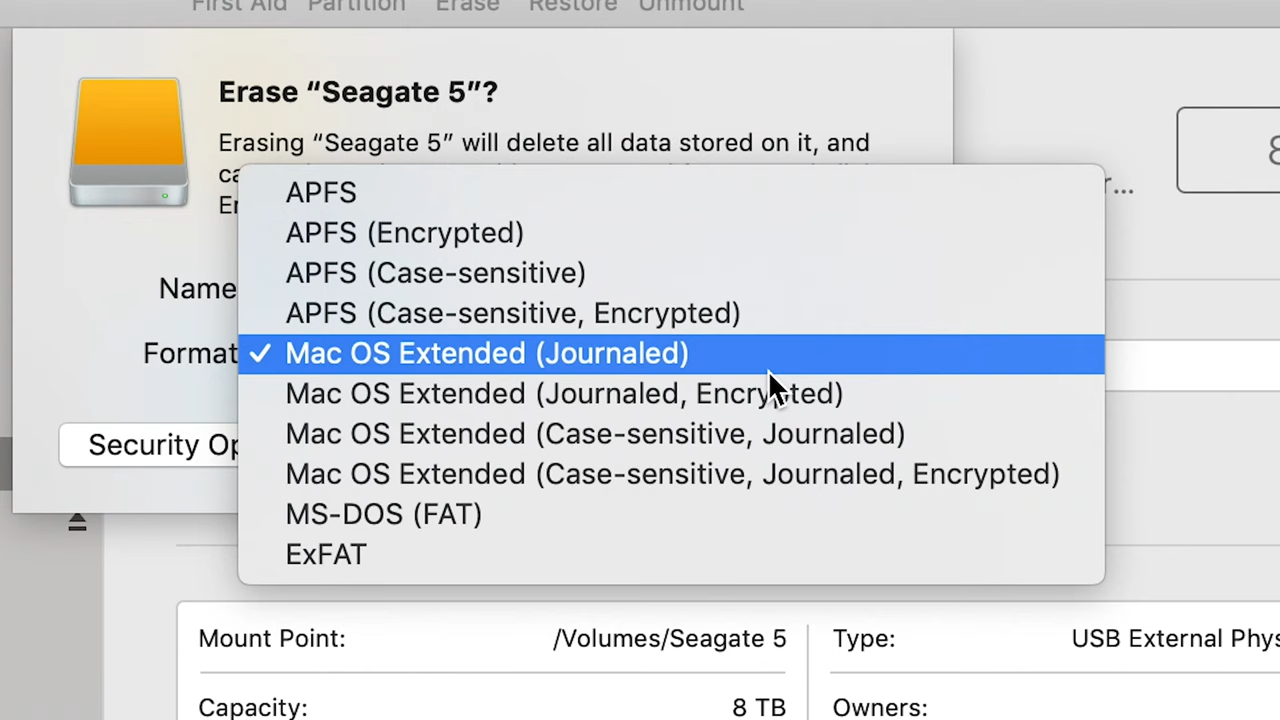 First Aid Partition Erase Restore Unmount
Erase “Seagate 5”?
Erasing “Seagate 5” will delete all data stored on it, and
Name
Format
APFS
APFS (Encrypted)
APFS (Case-sensitive)
APFS (Case-sensitive, Encrypted)
✓ Mac OS Extended (Journaled)
Mac OS Extended (Journaled, Encrypted)
Mac OS Extended (Case-sensitive, Journaled)
Mac OS Extended (Case-sensitive, Journaled, Encrypted)
MS-DOS (FAT)
ExFAT
Security Op
Mount Point: /Volumes/Seagate 5 Type: USB External Phys
Capacity: 8 TB Owners: